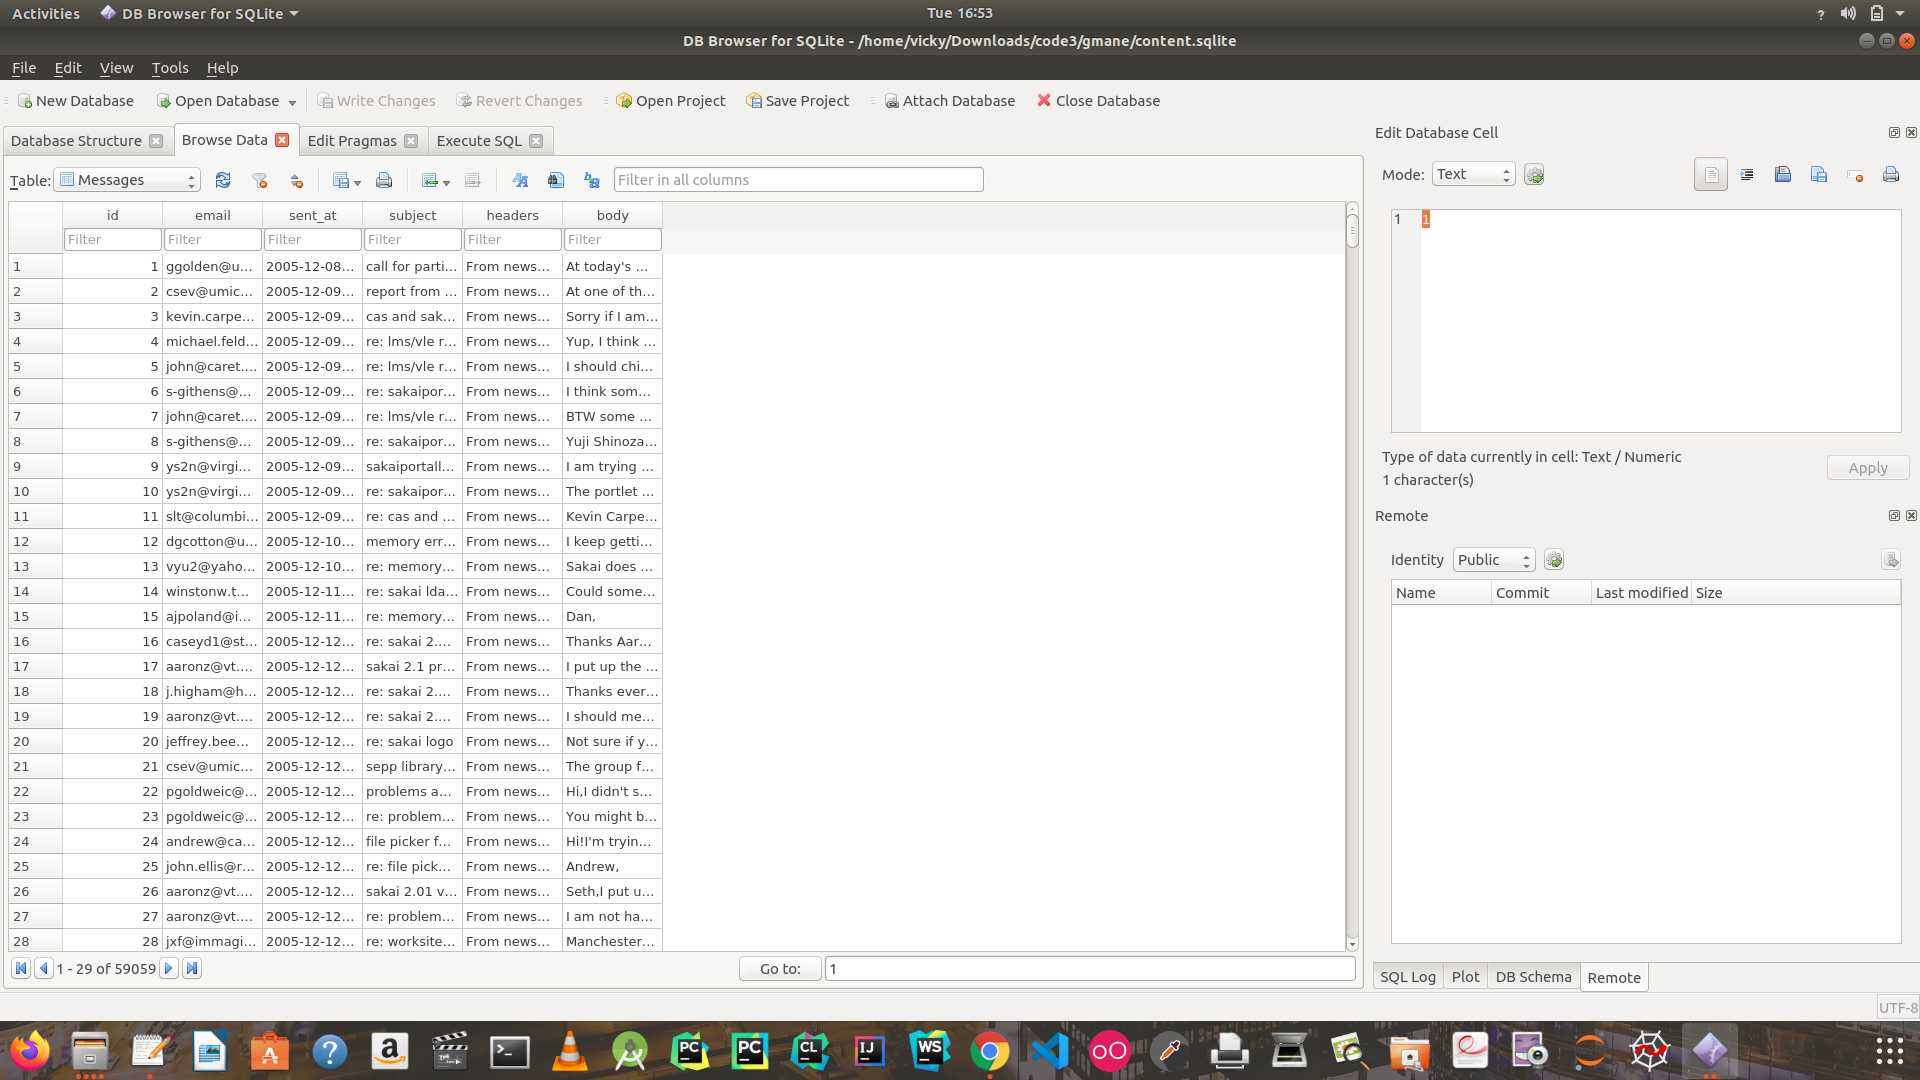 Activities DB Browser for SQLite Tue 16:53 ?
DB Browser for SQLite - /home/vicky/Downloads/code3/gmane/content.sqlite
File Edit View Tools Help
New Database Open Database Write Changes Revert Changes Open Project Save Project Attach Database Close Database
Database Structure Browse Data Edit Pragmas Execute SQL
Table: Messages Filter in all columns
id email sent_at subject headers body
Filter Filter Filter Filter Filter Filter
1 1 ggolden@u... 2005-12-08... call for parti... From news... At today's ...
2 2 csev@umic... 2005-12-09... report from ... From news... At one of th...
3 3 kevin.carpe... 2005-12-09... cas and sak... From news... Sorry if I am...
4 4 michael.feld... 2005-12-09... re: lms/vle r... From news... Yup, I think ...
5 5 john@caret.... 2005-12-09... re: lms/vle r... From news... I should chi...
6 6 s-githens@... 2005-12-09... re: sakaipor... From news... I think som...
7 7 john@caret.... 2005-12-09... re: lms/vle r... From news... BTW some ...
8 8 s-githens@... 2005-12-09... re: sakaipor... From news... Yuji Shinoza...
9 9 ys2n@virgi... 2005-12-09... sakaiportall... From news... I am trying ...
10 10 ys2n@virgi... 2005-12-09... re: sakaipor... From news... The portlet ...
11 11 slt@columbi... 2005-12-09... re: cas and ... From news... Kevin Carpe...
12 12 dgcotton@u... 2005-12-10... memory err... From news... I keep getti...
13 13 vyu2@yaho... 2005-12-10... re: memory... From news... Sakai does ...
14 14 winstonw.t... 2005-12-11... re: sakai lda... From news... Could some...
15 15 ajpoland@i... 2005-12-11... re: memory... From news... Dan,
16 16 caseyd1@st... 2005-12-12... re: sakai 2.... From news... Thanks Aar...
17 17 aaronz@vt.... 2005-12-12... sakai 2.1 pr... From news... I put up the ...
18 18 j.higham@h... 2005-12-12... re: sakai 2.... From news... Thanks ever...
19 19 aaronz@vt.... 2005-12-12... re: sakai 2.... From news... I should me...
20 20 jeffrey.bee... 2005-12-12... re: sakai logo From news... Not sure if y...
21 21 csev@umic... 2005-12-12... sepp library... From news... The group f...
22 22 pgoldweic@... 2005-12-12... problems a... From news... Hi,I didn't s...
23 23 pgoldweic@... 2005-12-12... re: problem... From news... You might b...
24 24 andrew@ca... 2005-12-12... file picker f... From news... Hi!I'm tryin...
25 25 john.ellis@r... 2005-12-12... re: file pick... From news... Andrew,
26 26 aaronz@vt.... 2005-12-12... sakai 2.01 v... From news... Seth,I put u...
27 27 aaronz@vt.... 2005-12-12... re: problem... From news... I am not ha...
28 28 jxf@immagi... 2005-12-12... re: worksite... From news... Manchester...
1 - 29 of 59059 Go to: 1
Edit Database Cell
Mode: Text
1 1
Type of data currently in cell: Text / Numeric
1 character(s)
Apply
Remote
Identity Public
Name Commit Last modified Size
SQL Log Plot DB Schema Remote
UTF-8
? a PC PC CL IJ WS